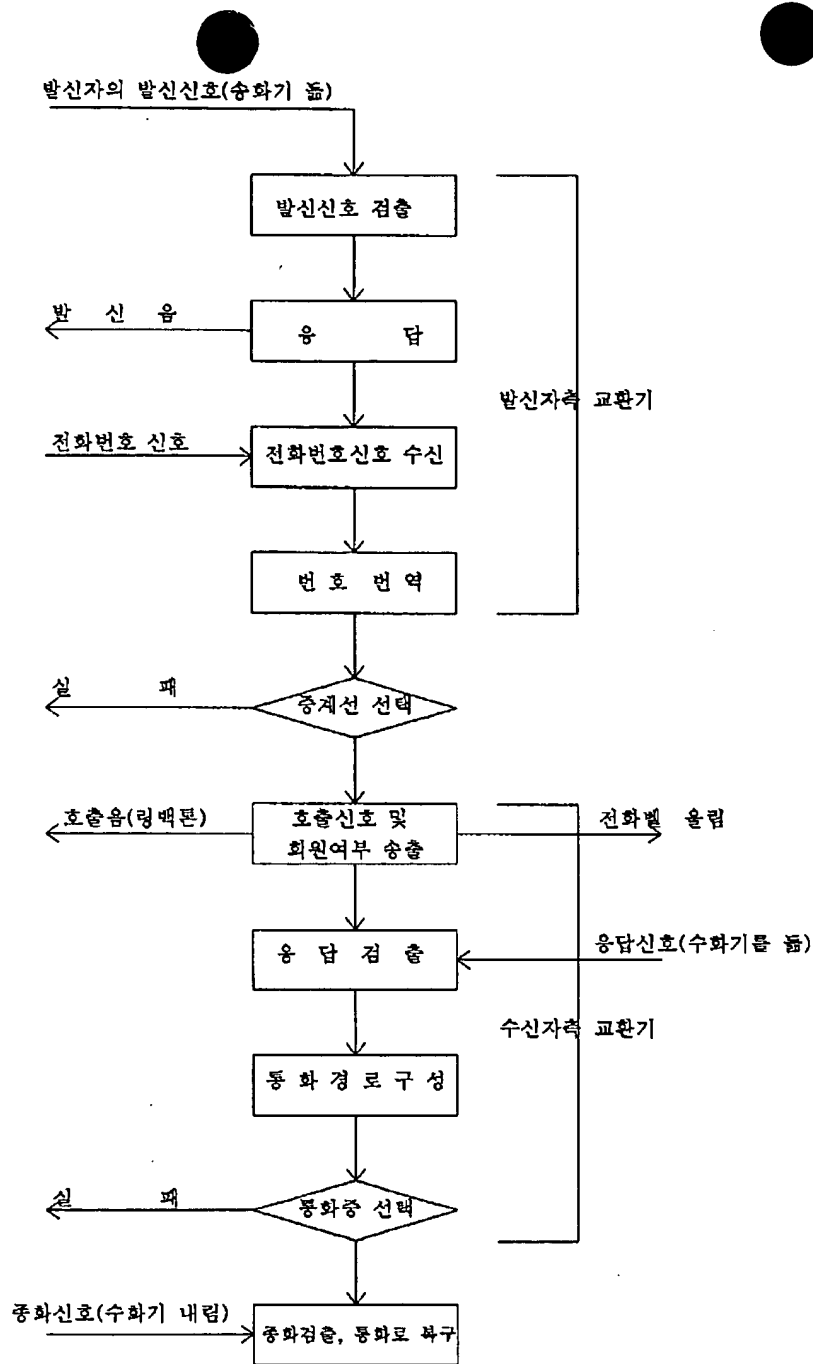 발신자의 발신신호(송화기 듦)
발신신호 검출
발 신 음
응 답
발신자측 교환기
전화번호 신호
전화번호신호 수신
번 호 번 역
실 패
중계선 선택
호출음(링백톤)
호출신호 및
회원여부 송출
전화벨 울림
응 답 검 출
응답신호(수화기를 듦)
수신자측 교환기
통 화 경 로 구 성
실 패
통화중 선택
종화신호(수화기 내림)
종화검출, 통화로 복구